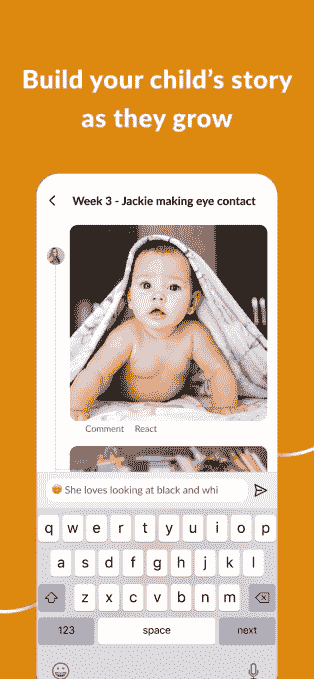 Build your child's story
as they grow
Week 3 - Jackie making eye contact
Comment React
She loves looking at black and whi
q w e r t y u i o p
a s d f g h j k l
z x c v b n m
123 space next